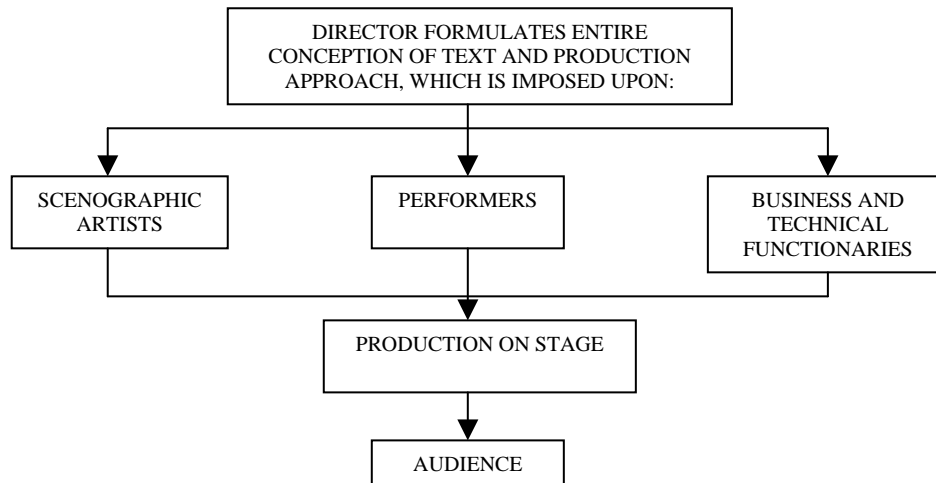 DIRECTOR FORMULATES ENTIRE
CONCEPTION OF TEXT AND PRODUCTION
APPROACH, WHICH IS IMPOSED UPON:
SCENOGRAPHIC
ARTISTS
PERFORMERS
BUSINESS AND
TECHNICAL
FUNCTIONARIES
PRODUCTION ON STAGE
AUDIENCE